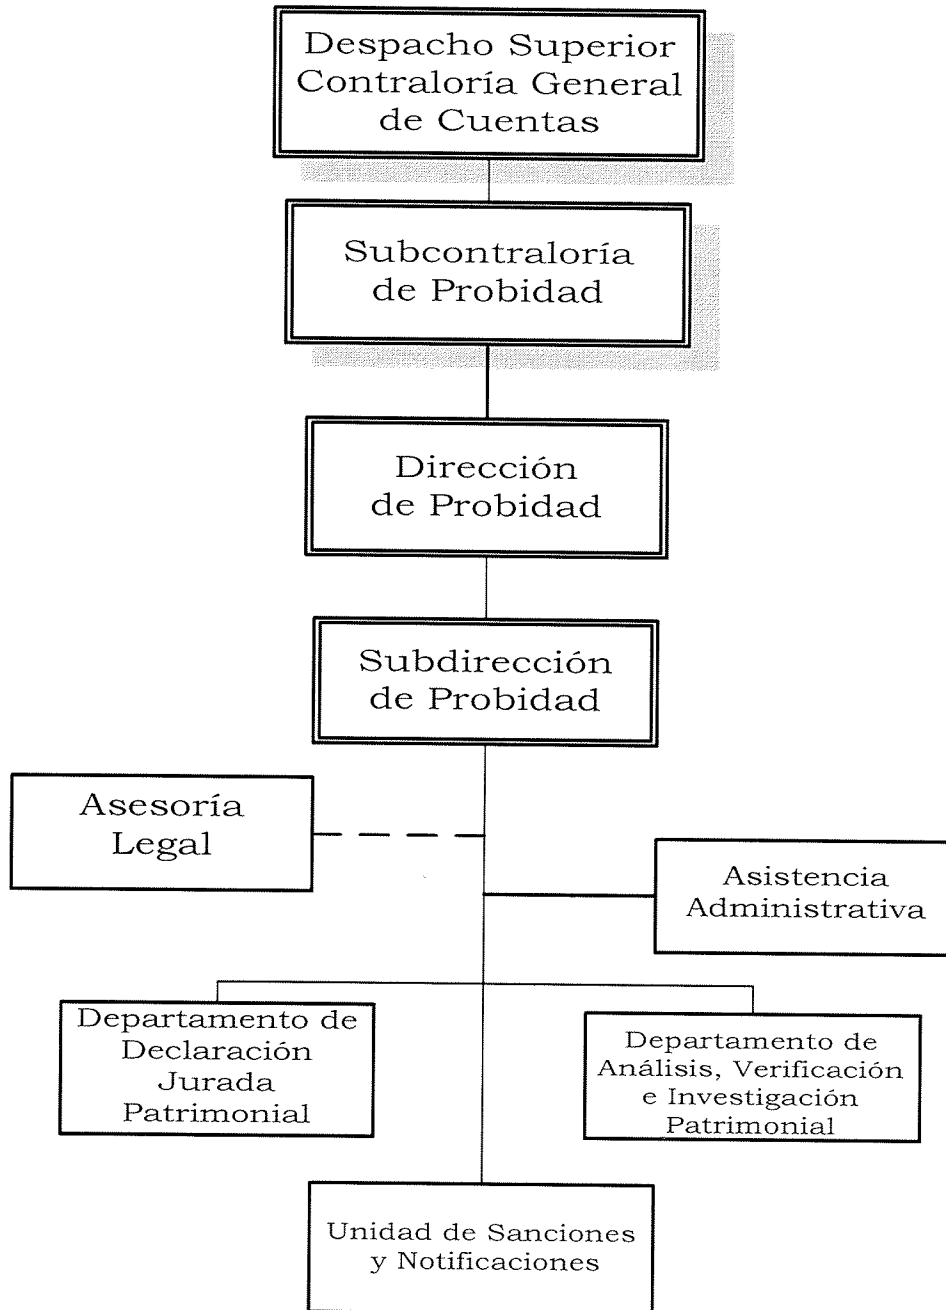 Despacho Superior
Contraloría General
de Cuentas
Subcontraloría
de Probidad
Dirección
de Probidad
Subdirección
de Probidad
Asesoría
Legal
Asistencia
Administrativa
Departamento de
Declaración
Jurada
Patrimonial
Departamento de
Análisis, Verificación
e Investigación
Patrimonial
Unidad de Sanciones
y Notificaciones